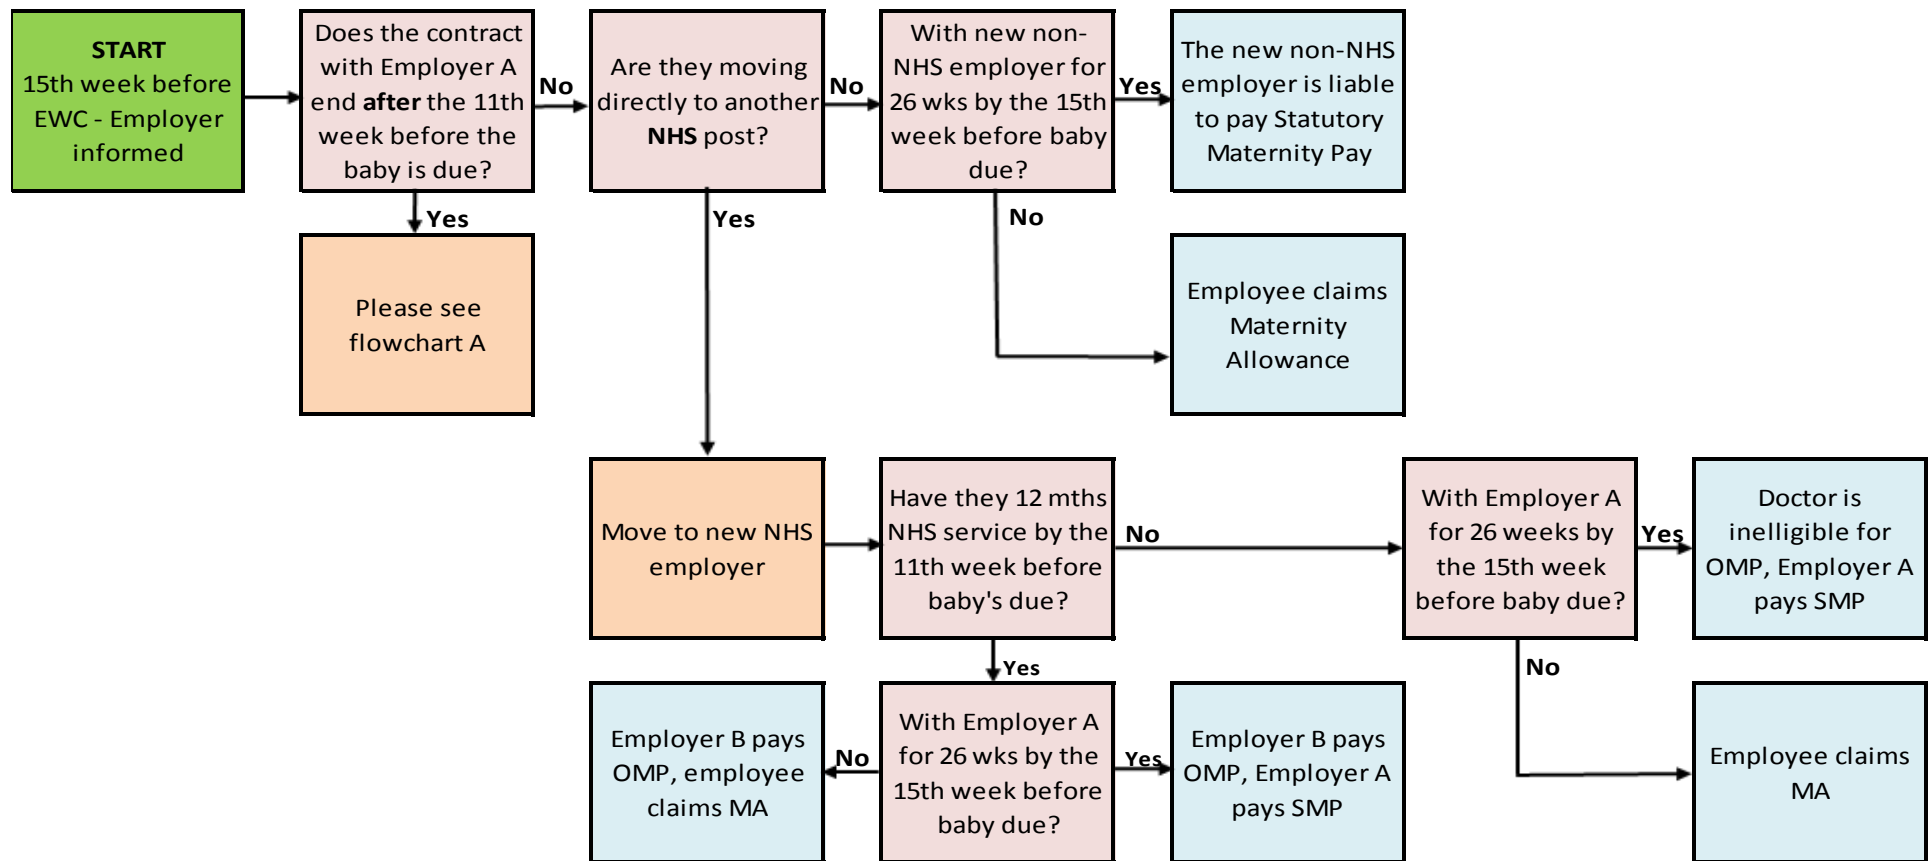 START
15th week before
EWC - Employer
informed
Does the contract
with Employer A
end after the 11th
week before the
baby is due?
No
Are they moving
directly to another
NHS post?
No
With new non-
NHS employer for
26 wks by the 15th
week before baby
due?
Yes
The new non-NHS
employer is liable
to pay Statutory
Maternity Pay
Yes
Yes
No
Please see
flowchart A
Employee claims
Maternity
Allowance
Move to new NHS
employer
Have they 12 mths
NHS service by the
11th week before
baby's due?
No
With Employer A
for 26 weeks by
the 15th week
before baby due?
Yes
Doctor is
inelligible for
OMP, Employer A
pays SMP
Yes
No
Employer B pays
OMP, employee
claims MA
No
With Employer A
for 26 wks by the
15th week before
baby due?
Yes
Employer B pays
OMP, Employer A
pays SMP
Employee claims
MA